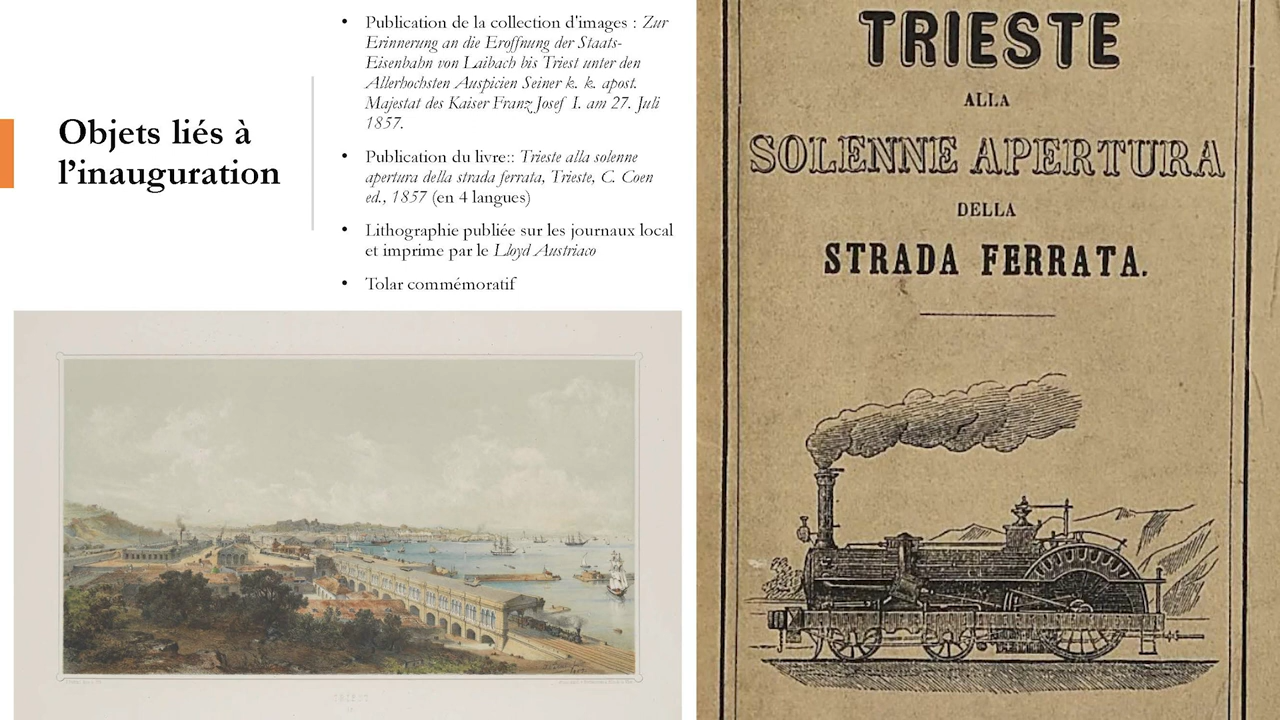 Objets liés à
l’inauguration
• Publication de la collection d'images : Zur
Erinnerung an die Eroffnung der Staats-
Eisenbahn von Laibach bis Triest unter den
Allerhochsten Auspicien Seiner k. k. apost.
Majestat des Kaiser Franz Josef I. am 27. Juli
1857.
• Publication du livre:: Trieste alla solenne
apertura della strada ferrata, Trieste, C. Coen
ed., 1857 (en 4 langues)
• Lithographie publiée sur les journaux local
et imprime par le Lloyd Austriaco
• Tolar commémoratif
TRIESTE
ALLA
SOLENNE APERTURA
DELLA
STRADA FERRATA.